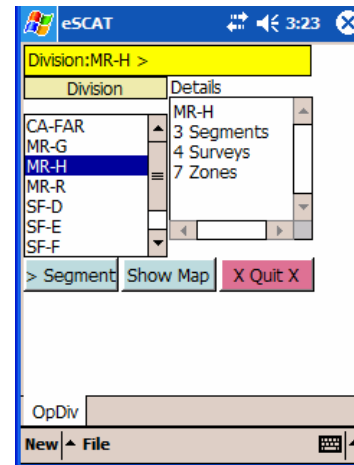 eSCAT 3:23
Division:MR-H >
Division Details
CA-FAR
MR-G
MR-H
MR-R
SF-D
SF-E
SF-F
MR-H
3 Segments
4 Surveys
7 Zones
> Segment Show Map X Quit X
OpDiv
New File